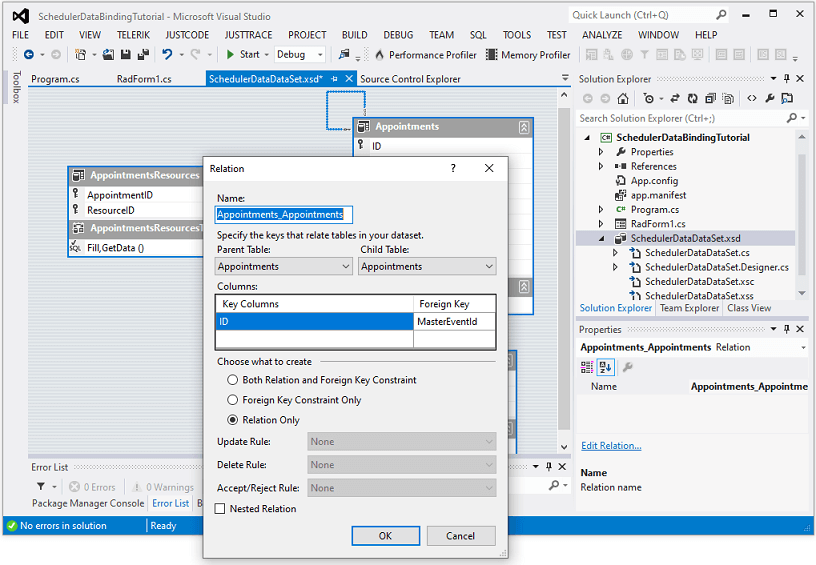 SchedulerDataBindingTutorial - Microsoft Visual Studio
Quick Launch (Ctrl+Q)
FILE EDIT VIEW TELERIK JUSTCODE JUSTTRACE PROJECT BUILD DEBUG TEAM SQL TOOLS TEST ANALYZE WINDOW HELP
Start Debug Performance Profiler Memory Profiler
Toolbox
Program.cs RadForm1.cs SchedulerDataDataSet.xsd* Source Control Explorer
Appointments
ID
AppointmentsResources
AppointmentID
ResourceID
AppointmentsResourcesT
SQL Fill,GetData ()
Relation
?
Name:
Appointments_Appointments
Specify the keys that relate tables in your dataset.
Parent Table: Child Table:
Appointments Appointments
Columns:
Key Columns Foreign Key
ID MasterEventId
Choose what to create
Both Relation and Foreign Key Constraint
Foreign Key Constraint Only
Relation Only
Update Rule: None
Delete Rule: None
Accept/Reject Rule: None
Nested Relation
OK Cancel
Solution Explorer
Search Solution Explorer (Ctrl+;)
C# SchedulerDataBindingTutorial
Properties
References
App.config
app.manifest
C# Program.cs
RadForm1.cs
SchedulerDataDataSet.xsd
SchedulerDataDataSet.cs
SchedulerDataDataSet.Designer.cs
SchedulerDataDataSet.xsc
SchedulerDataDataSet.xss
Solution Explorer Team Explorer Class View
Properties
Appointments_Appointments Relation
Name Appointments_Appointme
Edit Relation...
Name
Relation name
Error List
0 Errors 0 Warnings
Package Manager Console Error List B
No errors in solution Ready